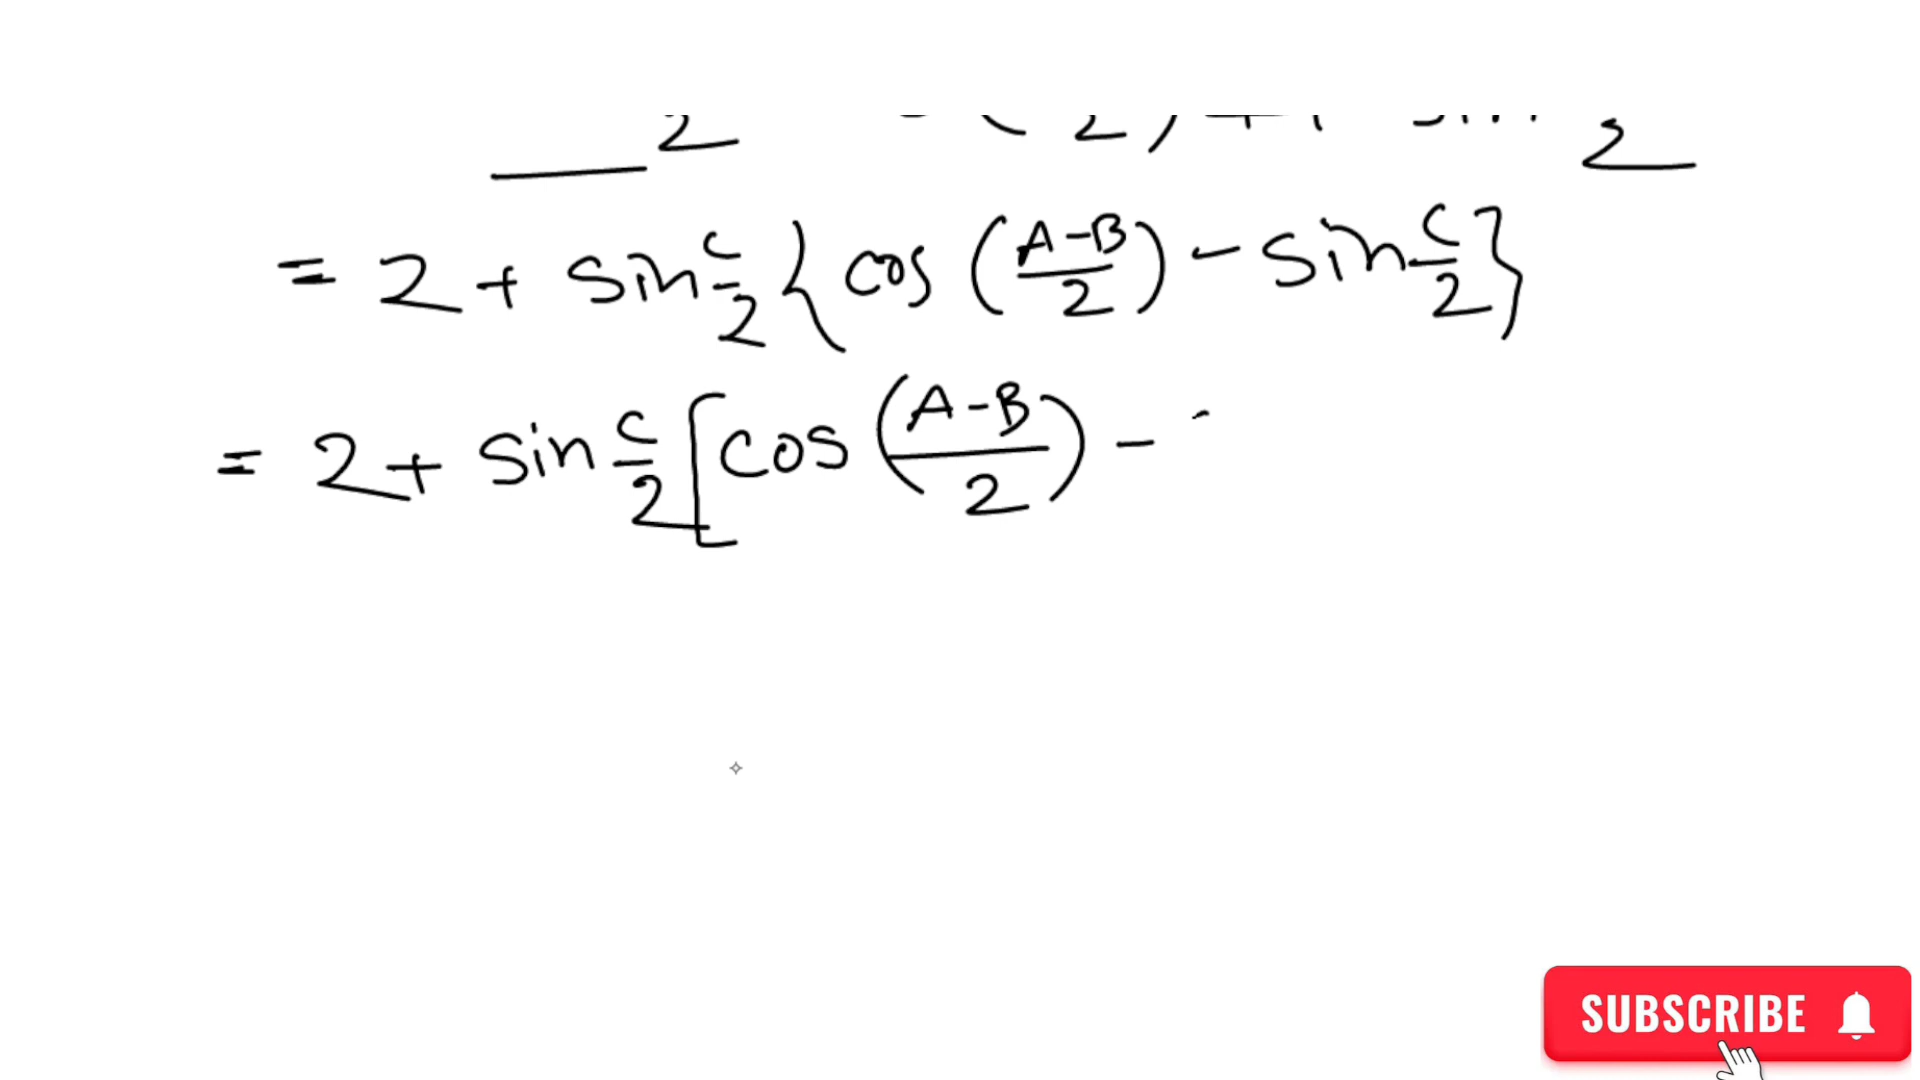 = 2 + sin C/2 { cos (A-B/2) - sin C/2 }
= 2 + sin C/2 [ cos (A-B/2) -
SUBSCRIBE